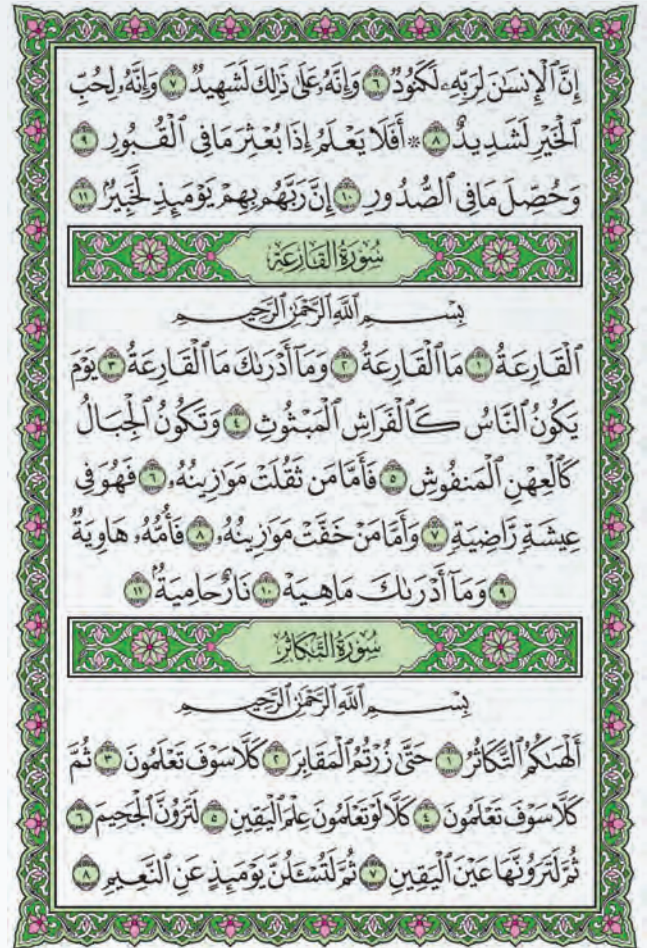 إِنَّ ٱلْإِنسَٰنَ لِرَبِّهِۦ لَكَنُودٌ ٦ وَإِنَّهُۥ عَلَىٰ ذَٰلِكَ لَشَهِيدٌ ٧ وَإِنَّهُۥ لِحُبِّ
ٱلْخَيْرِ لَشَدِيدٌ ٨ ۞ أَفَلَا يَعْلَمُ إِذَا بُعْثِرَ مَا فِى ٱلْقُبُورِ ٩
وَحُصِّلَ مَا فِى ٱلصُّدُورِ ١٠ إِنَّ رَبَّهُم بِهِمْ يَوْمَئِذٍ لَّخَبِيرٌۢ ١١
سُورَةُ القَارِعَةِ
بِسْمِ ٱللَّهِ ٱلرَّحْمَٰنِ ٱلرَّحِيمِ
ٱلْقَارِعَةُ ١ مَا ٱلْقَارِعَةُ ٢ وَمَآ أَدْرَىٰكَ مَا ٱلْقَارِعَةُ ٣ يَوْمَ
يَكُونُ ٱلنَّاسُ كَٱلْفَرَاشِ ٱلْمَبْثُوثِ ٤ وَتَكُونُ ٱلْجِبَالُ
كَٱلْعِهْنِ ٱلْمَنفُوشِ ٥ فَأَمَّا مَن ثَقُلَتْ مَوَٰزِينُهُۥ ٦ فَهُوَ فِى
عِيشَةٍ رَّاضِيَةٍ ٧ وَأَمَّا مَنْ خَفَّتْ مَوَٰزِينُهُۥ ٨ فَأُمُّهُۥ هَاوِيَةٌ
٩ وَمَآ أَدْرَىٰكَ مَا هِيَهْ ١٠ نَارٌ حَامِيَةٌۢ ١١
سُورَةُ التَّكَاثُرِ
بِسْمِ ٱللَّهِ ٱلرَّحْمَٰنِ ٱلرَّحِيمِ
أَلْهَىٰكُمُ ٱلتَّكَاثُرُ ١ حَتَّىٰ زُرْتُمُ ٱلْمَقَابِرَ ٢ كَلَّا سَوْفَ تَعْلَمُونَ ٣ ثُمَّ
كَلَّا سَوْفَ تَعْلَمُونَ ٤ كَلَّا لَوْ تَعْلَمُونَ عِلْمَ ٱلْيَقِينِ ٥ لَتَرَوُنَّ ٱلْجَحِيمَ ٦
ثُمَّ لَتَرَوُنَّهَا عَيْنَ ٱلْيَقِينِ ٧ ثُمَّ لَتُسْـَٔلُنَّ يَوْمَئِذٍ عَنِ ٱلنَّعِيمِ ٨